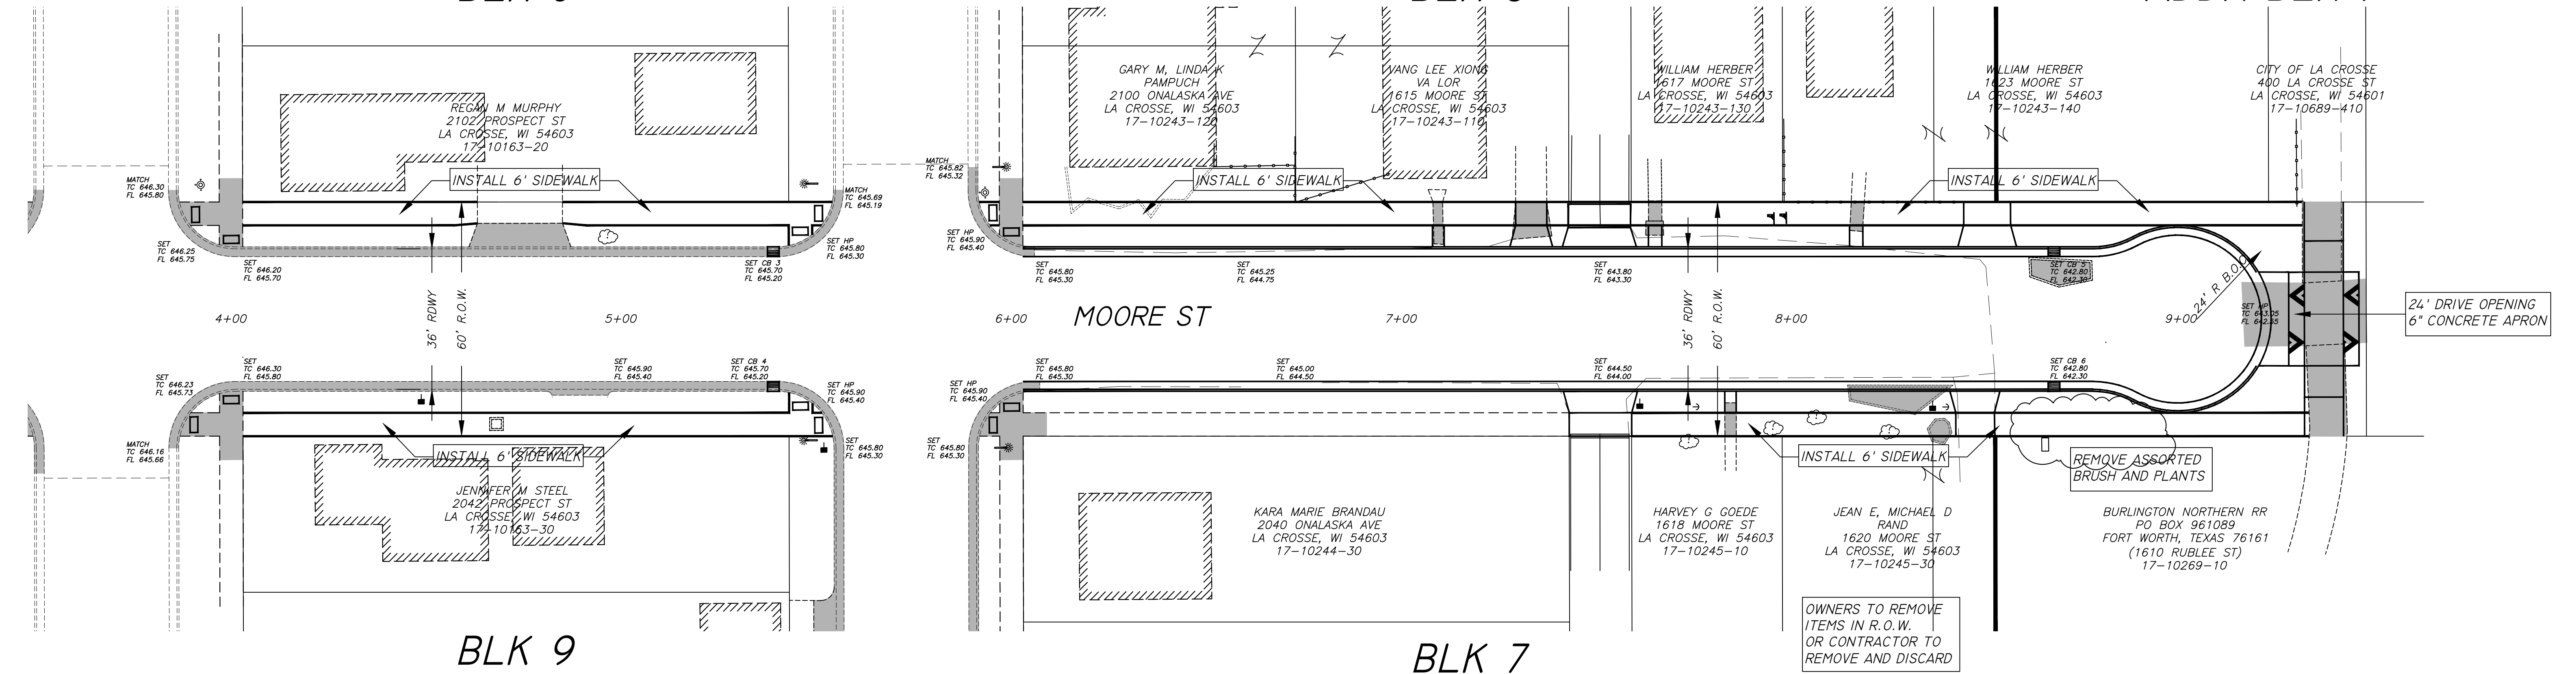 REGAN M MURPHY
2102 PROSPECT ST
LA CROSSE, WI 54603
17-10163-20
GARY M, LINDA K
PAMPUCH
2100 ONALASKA AVE
LA CROSSE, WI 54603
17-10243-120
VANG LEE XIONG
VA LOR
1615 MOORE ST
LA CROSSE, WI 54603
17-10243-110
WILLIAM HERBER
1617 MOORE ST
LA CROSSE, WI 54603
17-10243-130
WILLIAM HERBER
1623 MOORE ST
LA CROSSE, WI 54603
17-10243-140
CITY OF LA CROSSE
400 LA CROSSE ST
LA CROSSE, WI 54601
17-10689-410
INSTALL 6' SIDEWALK
INSTALL 6' SIDEWALK
INSTALL 6' SIDEWALK
MATCH
TC 646.30
FL 645.80
MATCH
TC 645.69
FL 645.19
MATCH
TC 645.82
FL 645.32
SET
TC 646.25
FL 645.75
SET
TC 646.20
FL 645.70
SET CB 3
TC 645.70
FL 645.20
SET HP
TC 645.80
FL 645.30
SET HP
TC 645.90
FL 645.40
SET
TC 645.80
FL 645.30
SET
TC 645.25
FL 644.75
SET
TC 643.80
FL 643.30
SET CB 5
TC 642.80
FL 642.30
24' R B.O.C.
SET HP
TC 643.05
FL 642.55
24' DRIVE OPENING
6" CONCRETE APRON
36' RDWY
60' R.O.W.
36' RDWY
60' R.O.W.
4+00
5+00
6+00
MOORE ST
7+00
8+00
9+00
SET
TC 646.23
FL 645.73
SET
TC 646.30
FL 645.80
SET
TC 645.90
FL 645.40
SET CB 4
TC 645.70
FL 645.20
SET HP
TC 645.90
FL 645.40
SET HP
TC 645.90
FL 645.40
SET
TC 645.80
FL 645.30
SET
TC 645.00
FL 644.50
SET
TC 644.50
FL 644.00
SET CB 6
TC 642.80
FL 642.30
MATCH
TC 646.16
FL 645.66
SET
TC 645.80
FL 645.30
SET
TC 645.80
FL 645.30
INSTALL 6' SIDEWALK
INSTALL 6' SIDEWALK
REMOVE ASSORTED
BRUSH AND PLANTS
JENNIFER M STEEL
2042 PROSPECT ST
LA CROSSE, WI 54603
17-10163-30
KARA MARIE BRANDAU
2040 ONALASKA AVE
LA CROSSE, WI 54603
17-10244-30
HARVEY G GOEDE
1618 MOORE ST
LA CROSSE, WI 54603
17-10245-10
JEAN E, MICHAEL D
RAND
1620 MOORE ST
LA CROSSE, WI 54603
17-10245-30
BURLINGTON NORTHERN RR
PO BOX 961089
FORT WORTH, TEXAS 76161
(1610 RUBLEE ST)
17-10269-10
OWNERS TO REMOVE
ITEMS IN R.O.W.
OR CONTRACTOR TO
REMOVE AND DISCARD
BLK 9
BLK 7